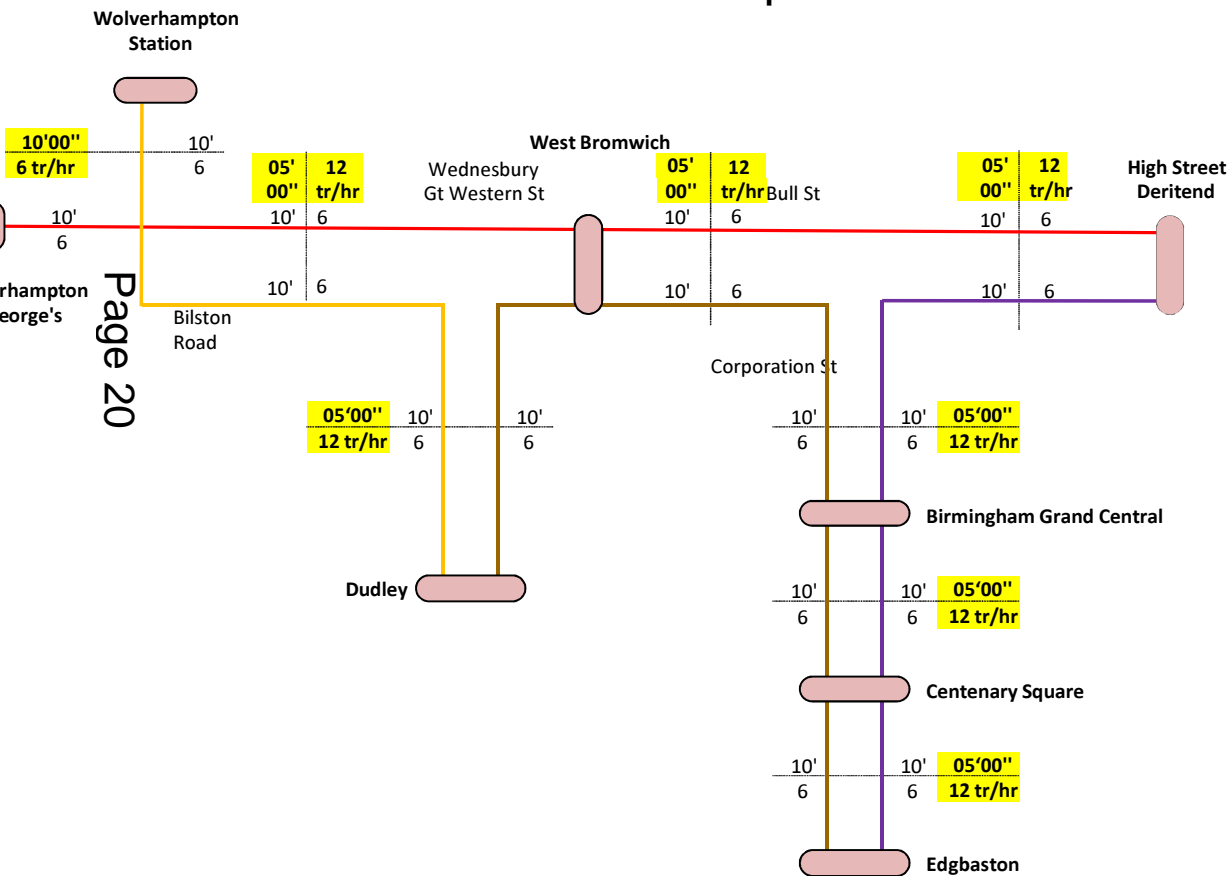 Wolverhampton
Station
10'00''
6 tr/hr
10'
6
05'
00''
12
tr/hr
Wednesbury
Gt Western St
West Bromwich
05'
00''
12
tr/hr
Bull St
05'
00''
12
tr/hr
High Street
Deritend
10'
6
10'
6
10'
6
10'
6
rhampton
eorge's
Page 20
Bilston
Road
10'
6
10'
6
10'
6
Corporation St
05‘00''
12 tr/hr
10'
6
10'
6
10'
6
10'
6
05‘00''
12 tr/hr
Birmingham Grand Central
Dudley
10'
6
10'
6
05‘00''
12 tr/hr
Centenary Square
10'
6
10'
6
05‘00''
12 tr/hr
Edgbaston